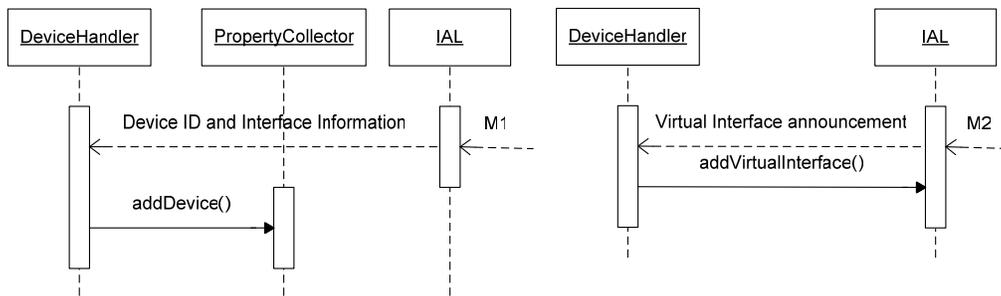 DeviceHandler
PropertyCollector
IAL
Device ID and Interface Information
M1
addDevice()
DeviceHandler
IAL
Virtual Interface announcement
M2
addVirtualInterface()